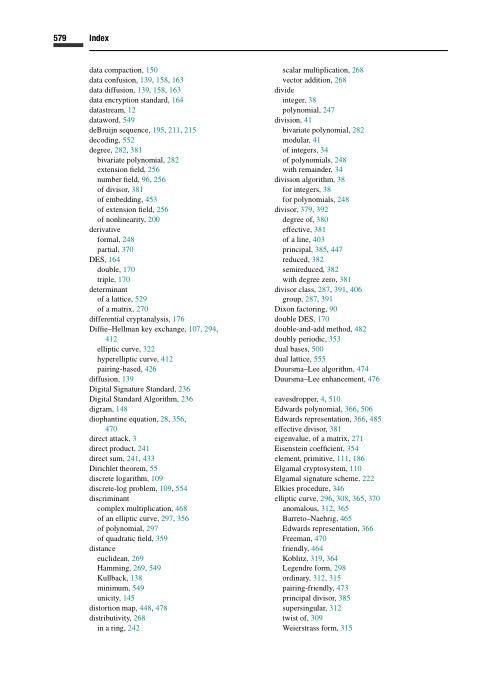 579 Index
data compaction, 150
data confusion, 139, 158, 163
data diffusion, 139, 158, 163
data encryption standard, 164
datastream, 12
dataword, 549
deBruijn sequence, 195, 211, 215
decoding, 552
degree, 282, 381
bivariate polynomial, 282
extension field, 256
number field, 96, 256
of divisor, 381
of embedding, 453
of extension field, 256
of nonlinearity, 200
derivative
formal, 248
partial, 370
DES, 164
double, 170
triple, 170
determinant
of a lattice, 529
of a matrix, 270
differential cryptanalysis, 176
Diffie–Hellman key exchange, 107, 294,
412
elliptic curve, 322
hyperelliptic curve, 412
pairing-based, 426
diffusion, 139
Digital Signature Standard, 236
Digital Standard Algorithm, 236
digram, 148
diophantine equation, 28, 356,
470
direct attack, 3
direct product, 241
direct sum, 241, 433
Dirichlet theorem, 55
discrete logarithm, 109
discrete-log problem, 109, 554
discriminant
complex multiplication, 468
of an elliptic curve, 297, 356
of polynomial, 297
of quadratic field, 359
distance
euclidean, 269
Hamming, 269, 549
Kullback, 138
minimum, 549
unicity, 145
distortion map, 448, 478
distributivity, 268
in a ring, 242
scalar multiplication, 268
vector addition, 268
divide
integer, 38
polynomial, 247
division, 41
bivariate polynomial, 282
modular, 41
of integers, 34
of polynomials, 248
with remainder, 34
division algorithm, 38
for integers, 38
for polynomials, 248
divisor, 379, 392
degree of, 380
effective, 381
of a line, 403
principal, 385, 447
reduced, 382
semireduced, 382
with degree zero, 381
divisor class, 287, 391, 406
group, 287, 391
Dixon factoring, 90
double DES, 170
double-and-add method, 482
doubly periodic, 353
dual bases, 500
dual lattice, 555
Duursma–Lee algorithm, 474
Duursma–Lee enhancement, 476
eavesdropper, 4, 510
Edwards polynomial, 366, 506
Edwards representation, 366, 485
effective divisor, 381
eigenvalue, of a matrix, 271
Eisenstein coefficient, 354
element, primitive, 111, 186
Elgamal cryptosystem, 110
Elgamal signature scheme, 222
Elkies procedure, 346
elliptic curve, 296, 308, 365, 370
anomalous, 312, 365
Barreto–Naehrig, 465
Edwards representation, 366
Freeman, 470
friendly, 464
Koblitz, 319, 364
Legendre form, 298
ordinary, 312, 315
pairing-friendly, 473
principal divisor, 385
supersingular, 312
twist of, 309
Weierstrass form, 315